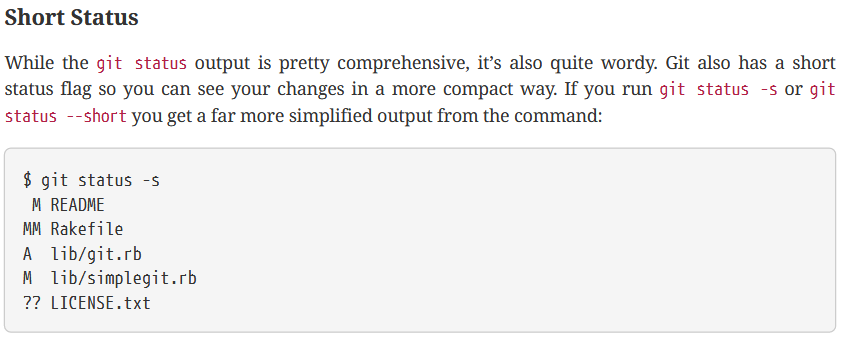 Short Status
While the git status output is pretty comprehensive, it’s also quite wordy. Git also has a short
status flag so you can see your changes in a more compact way. If you run git status -s or git
status --short you get a far more simplified output from the command:
$ git status -s
 M README
MM Rakefile
A  lib/git.rb
M  lib/simplegit.rb
?? LICENSE.txt